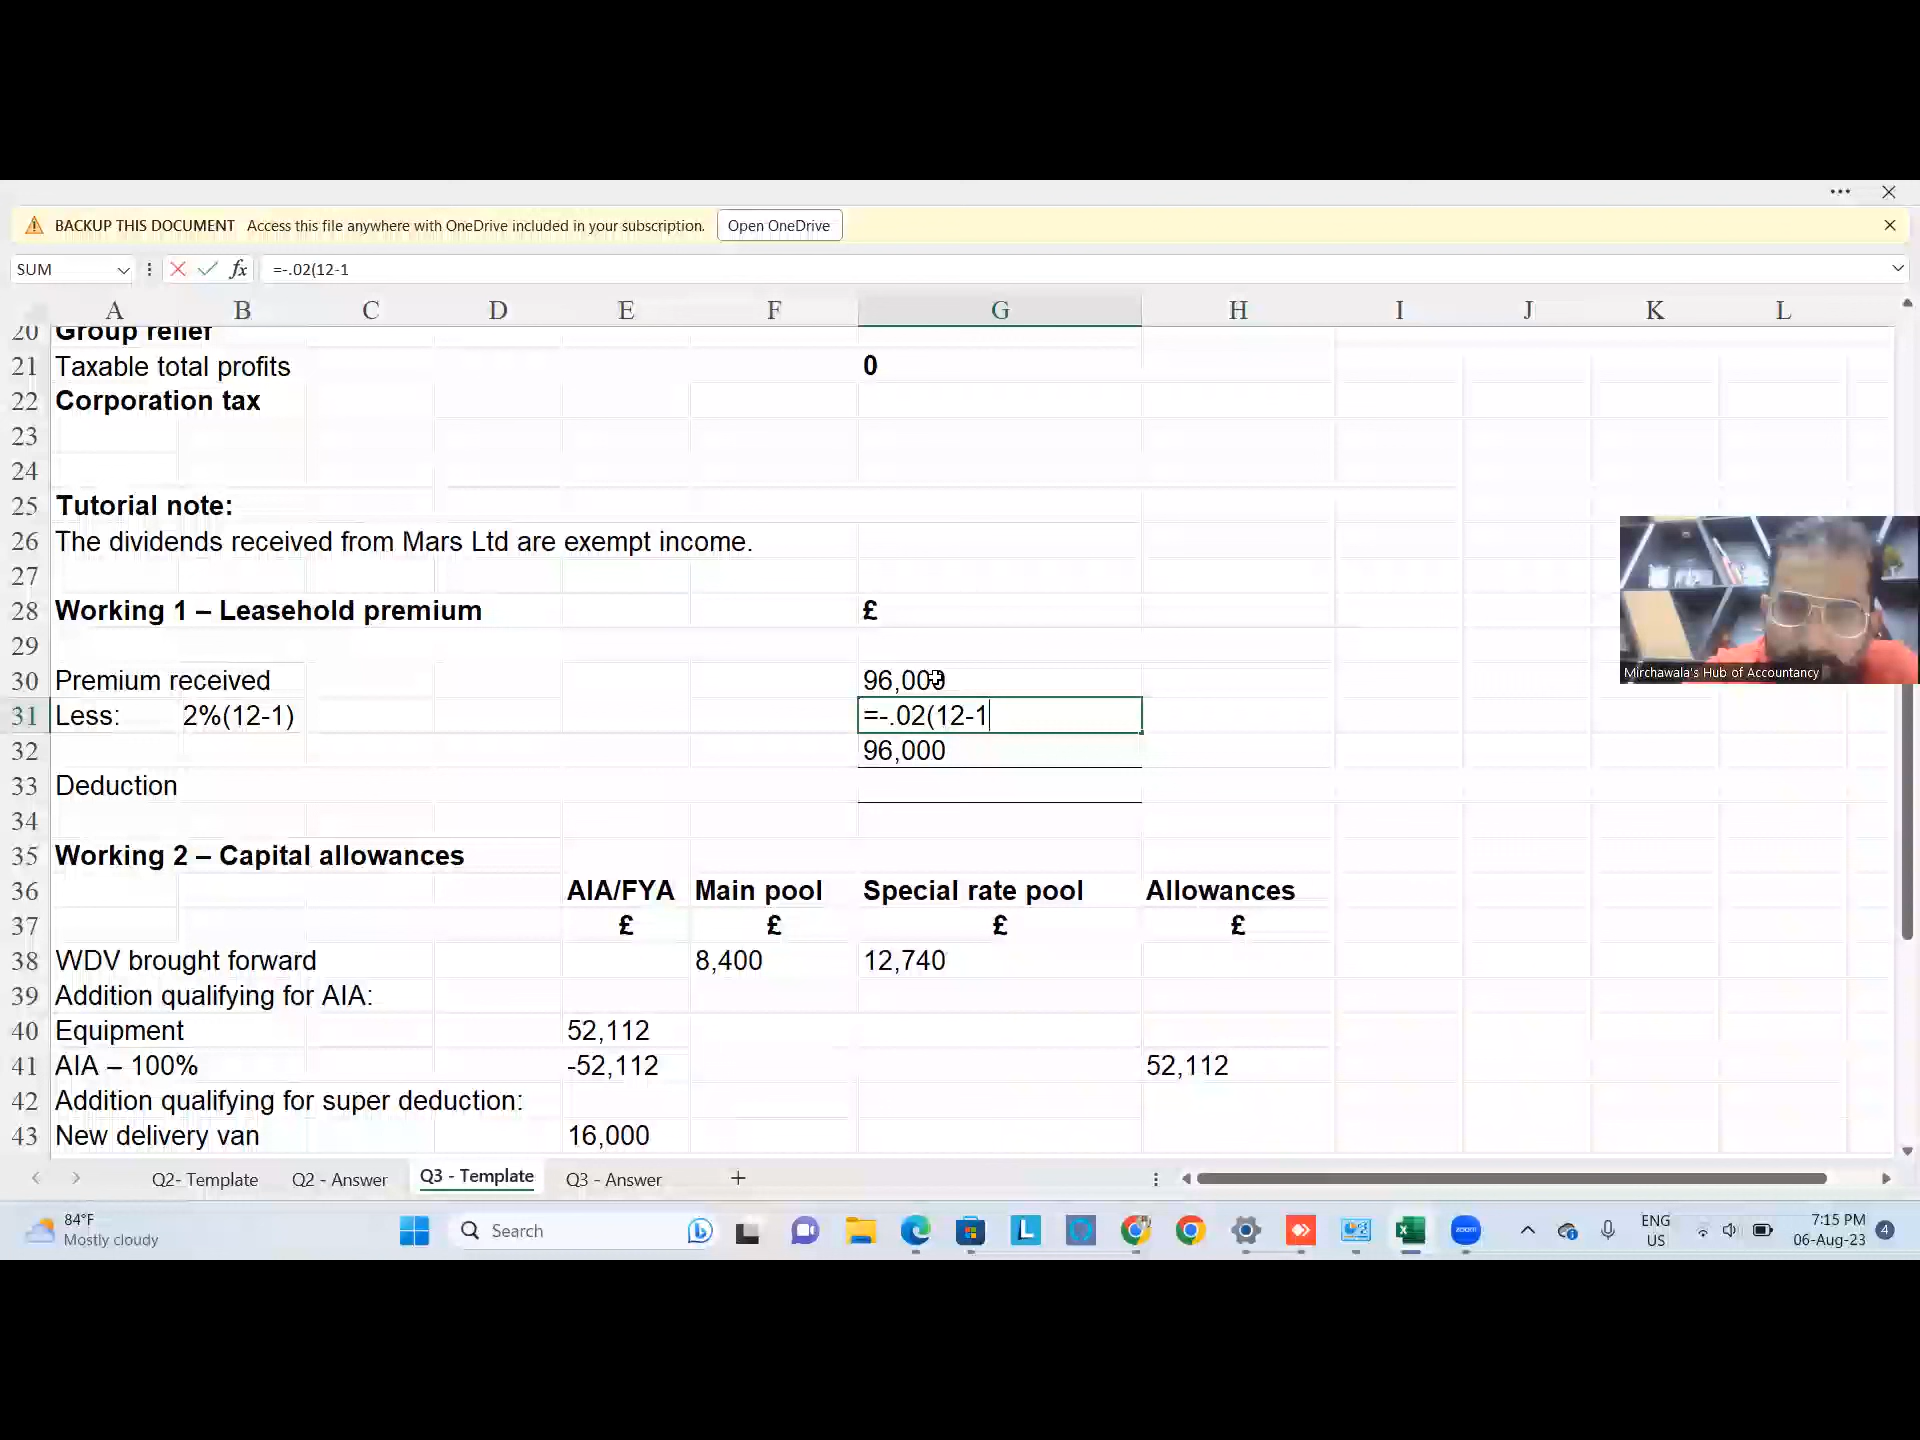 BACKUP THIS DOCUMENT Access this file anywhere with OneDrive included in your subscription. Open OneDrive
SUM fx =-.02(12-1
A B C D E F G H I J K L
20 Group relief
21 Taxable total profits 0
22 Corporation tax
23
24
25 Tutorial note:
26 The dividends received from Mars Ltd are exempt income.
27
28 Working 1 – Leasehold premium £
29
30 Premium received 96,000
31 Less: 2%(12-1) =-.02(12-1
32 96,000
33 Deduction
34
35 Working 2 – Capital allowances
36 AIA/FYA Main pool Special rate pool Allowances
37 £ £ £ £
38 WDV brought forward 8,400 12,740
39 Addition qualifying for AIA:
40 Equipment 52,112
41 AIA – 100% -52,112 52,112
42 Addition qualifying for super deduction:
43 New delivery van 16,000
Mirchawala's Hub of Accountancy
Q2- Template Q2 - Answer Q3 - Template Q3 - Answer
84°F
Mostly cloudy
Search
L
zoom
ENG
US
7:15 PM
06-Aug-23
4